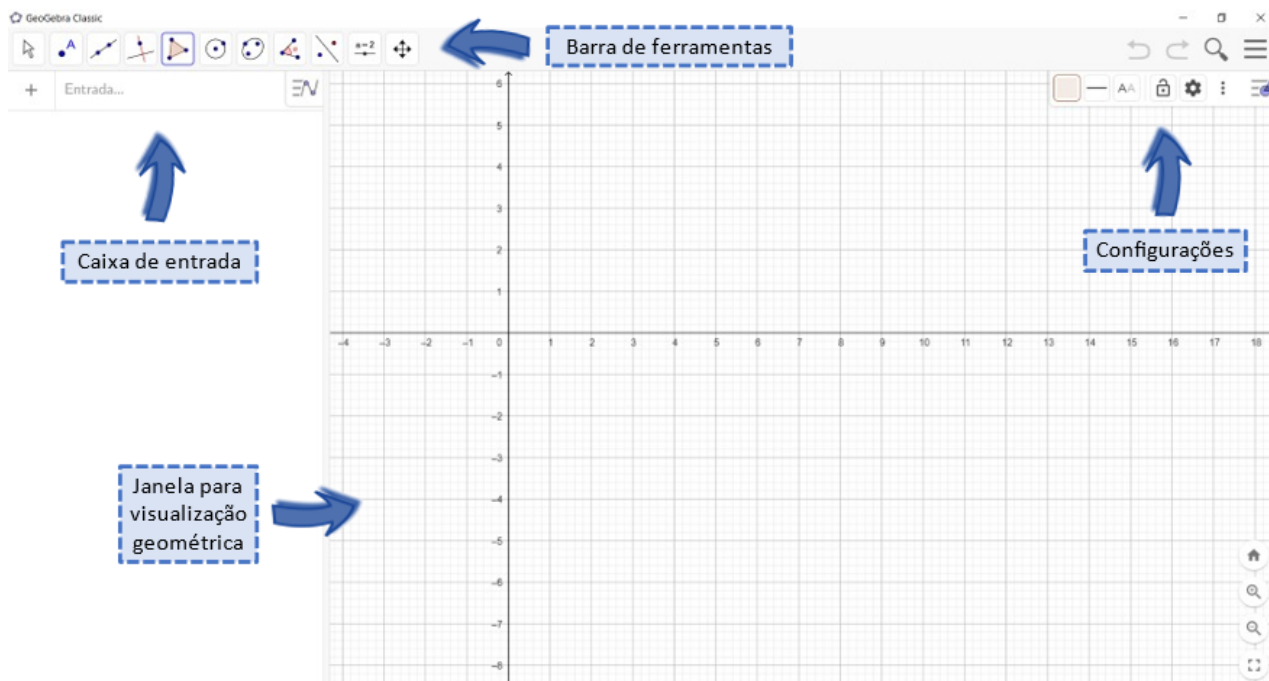 GeoGebra Classic
A
a=2
Barra de ferramentas
Entrada...
AA
Caixa de entrada
Configurações
Janela para
visualização
geométrica
6
5
4
3
2
1
–4 –3 –2 –1 0 1 2 3 4 5 6 7 8 9 10 11 12 13 14 15 16 17 18
–1
–2
–3
–4
–5
–6
–7
–8